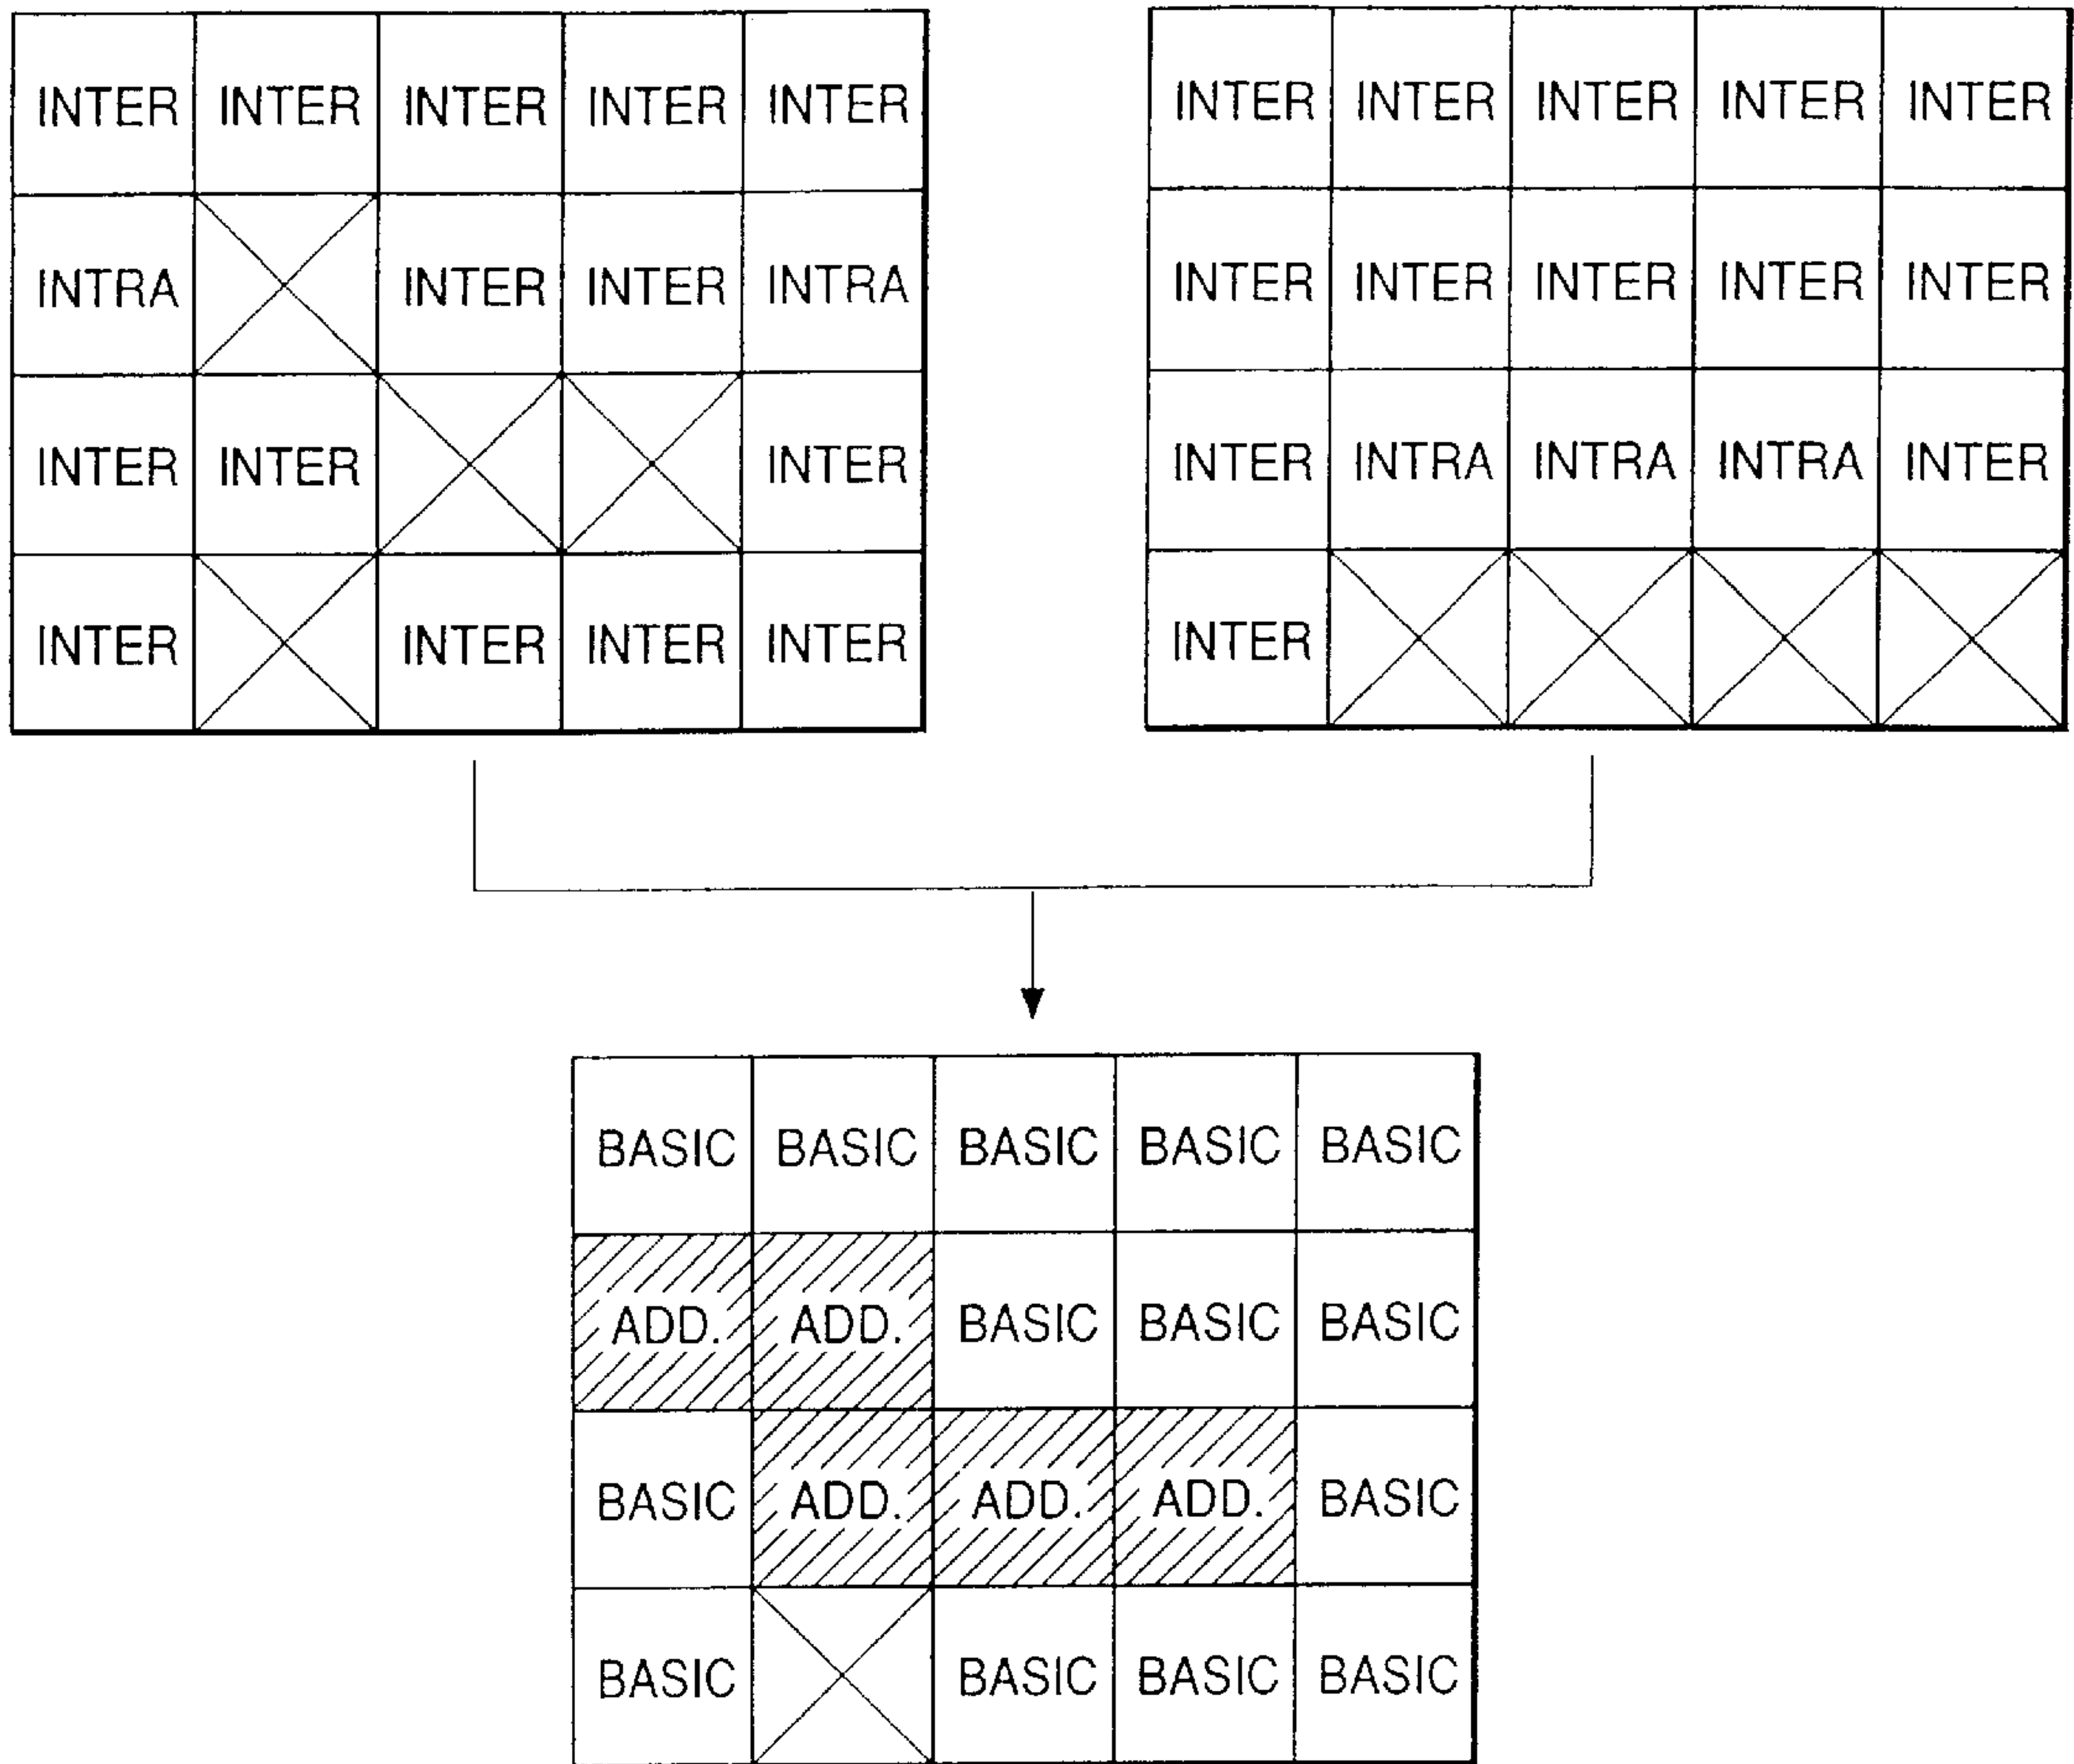 INTER INTER INTER INTER INTER
INTRA INTER INTER INTRA
INTER INTER INTER
INTER INTER INTER INTER
INTER INTER INTER INTER INTER
INTER INTER INTER INTER INTER
INTER INTRA INTRA INTRA INTER
INTER
BASIC BASIC BASIC BASIC BASIC
ADD. ADD. BASIC BASIC BASIC
BASIC ADD. ADD. ADD. BASIC
BASIC BASIC BASIC BASIC